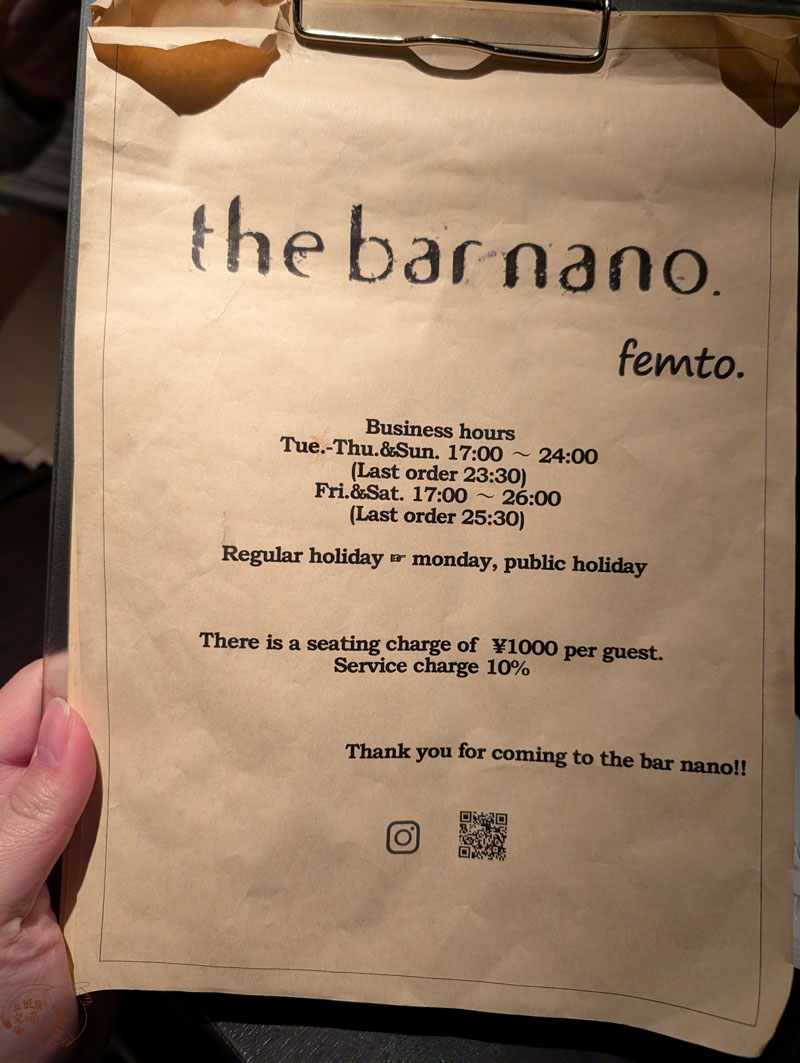 the bar nano.
femto.
Business hours
Tue.-Thu.&Sun. 17:00 ～ 24:00
(Last order 23:30)
Fri.&Sat. 17:00 ～ 26:00
(Last order 25:30)
Regular holiday ☞ monday, public holiday
There is a seating charge of ¥1000 per guest.
Service charge 10%
Thank you for coming to the bar nano!!